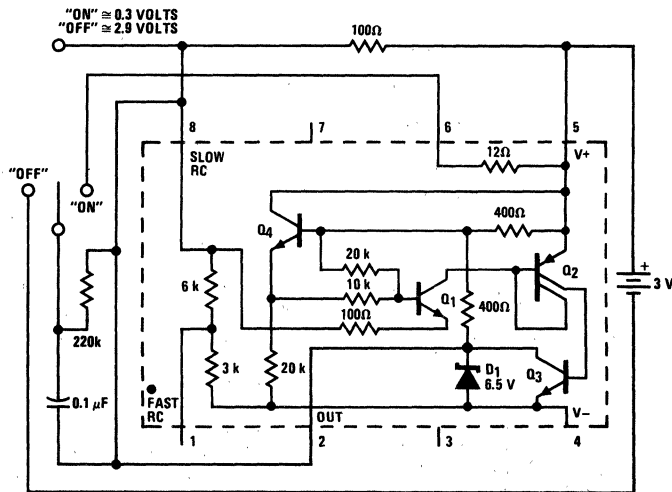 "ON" ≅ 0.3 VOLTS
"OFF" ≅ 2.9 VOLTS
100Ω
8
7
6
5
SLOW
RC
12Ω
V+
"OFF"
"ON"
Q4
400Ω
20 k
Q2
6 k
10 k
Q1
+
3 V
100Ω
400Ω
220k
3 k
20 k
D1
6.5 V
Q3
0.1 μF
FAST
RC
OUT
V−
1
2
3
4